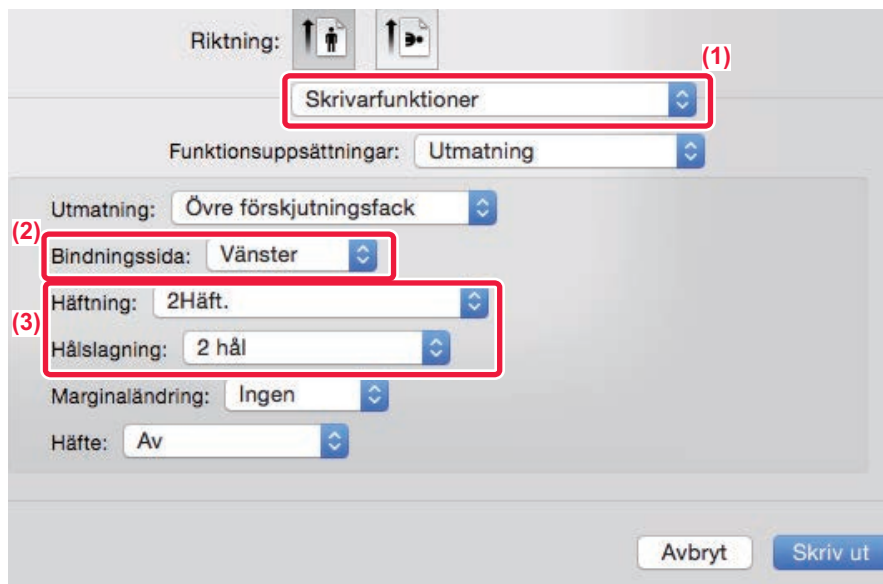 Riktning:
(1)
Skrivarfunktioner
Funktionsuppsättningar: Utmatning
Utmatning: Övre förskjutningsfack
(2)
Bindningssida: Vänster
Häftning: 2Häft.
(3)
Hålslagning: 2 hål
Marginaländring: Ingen
Häfte: Av
Avbryt Skriv ut